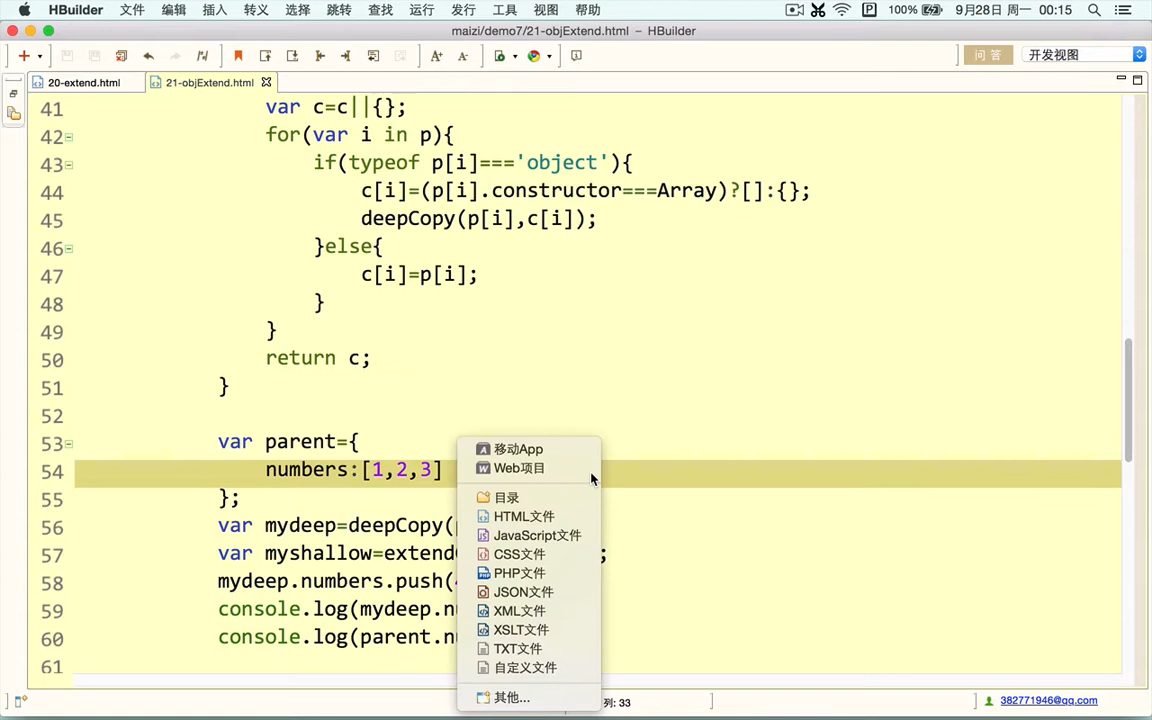 HBuilder 文件 编辑 插入 转义 选择 跳转 查找 运行 发行 工具 视图 帮助 P 100% 9月28日 周一 00:15
maizi/demo7/21-objExtend.html – HBuilder
问 答 开发视图
20-extend.html 21-objExtend.html
41 var c=c||{};
42 for(var i in p){
43 if(typeof p[i]==='object'){
44 c[i]=(p[i].constructor===Array)?[]:{};
45 deepCopy(p[i],c[i]);
46 }else{
47 c[i]=p[i];
48 }
49 }
50 return c;
51 }
52
53 var parent={
54 numbers:[1,2,3]
55 };
56 var mydeep=deepCopy(
57 var myshallow=extend ;
58 mydeep.numbers.push(
59 console.log(mydeep.n
60 console.log(parent.n
61
移动App
Web项目
目录
HTML文件
JavaScript文件
CSS文件
PHP文件
JSON文件
XML文件
XSLT文件
TXT文件
自定义文件
其他...
列: 33
382771946@qq.com